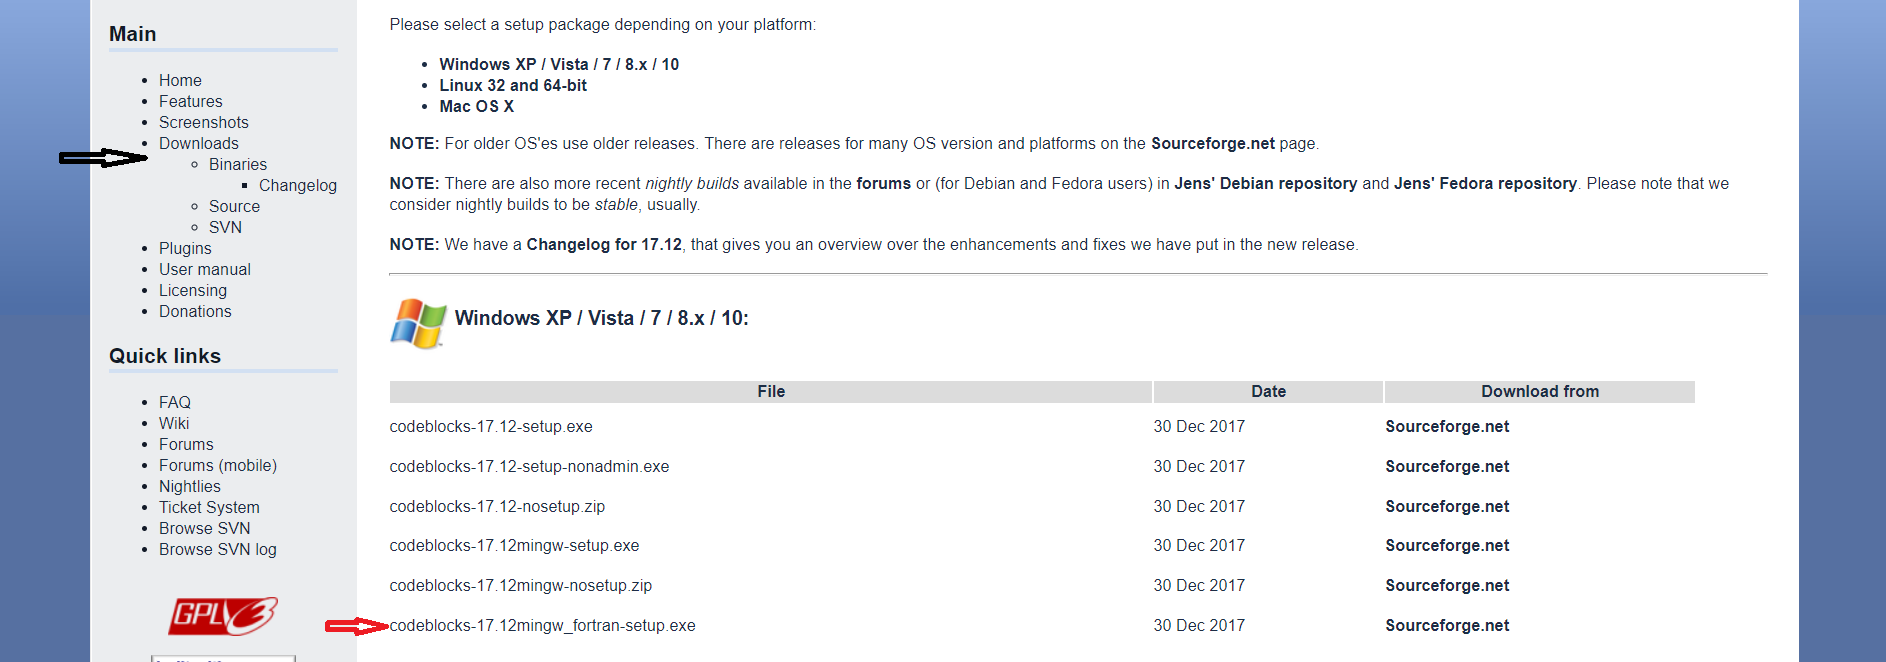 Main
Home
Features
Screenshots
Downloads
Binaries
Changelog
Source
SVN
Plugins
User manual
Licensing
Donations
Quick links
FAQ
Wiki
Forums
Forums (mobile)
Nightlies
Ticket System
Browse SVN
Browse SVN log
GPLv3
Please select a setup package depending on your platform:
Windows XP / Vista / 7 / 8.x / 10
Linux 32 and 64-bit
Mac OS X
NOTE: For older OS'es use older releases. There are releases for many OS version and platforms on the Sourceforge.net page.
NOTE: There are also more recent nightly builds available in the forums or (for Debian and Fedora users) in Jens' Debian repository and Jens' Fedora repository. Please note that we
consider nightly builds to be stable, usually.
NOTE: We have a Changelog for 17.12, that gives you an overview over the enhancements and fixes we have put in the new release.
Windows XP / Vista / 7 / 8.x / 10:
File Date Download from
codeblocks-17.12-setup.exe 30 Dec 2017 Sourceforge.net
codeblocks-17.12-setup-nonadmin.exe 30 Dec 2017 Sourceforge.net
codeblocks-17.12-nosetup.zip 30 Dec 2017 Sourceforge.net
codeblocks-17.12mingw-setup.exe 30 Dec 2017 Sourceforge.net
codeblocks-17.12mingw-nosetup.zip 30 Dec 2017 Sourceforge.net
codeblocks-17.12mingw_fortran-setup.exe 30 Dec 2017 Sourceforge.net